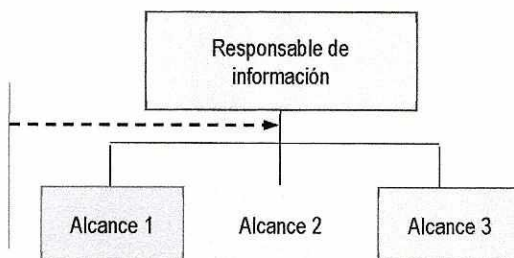 Responsable de
información
Alcance 1
Alcance 2
Alcance 3